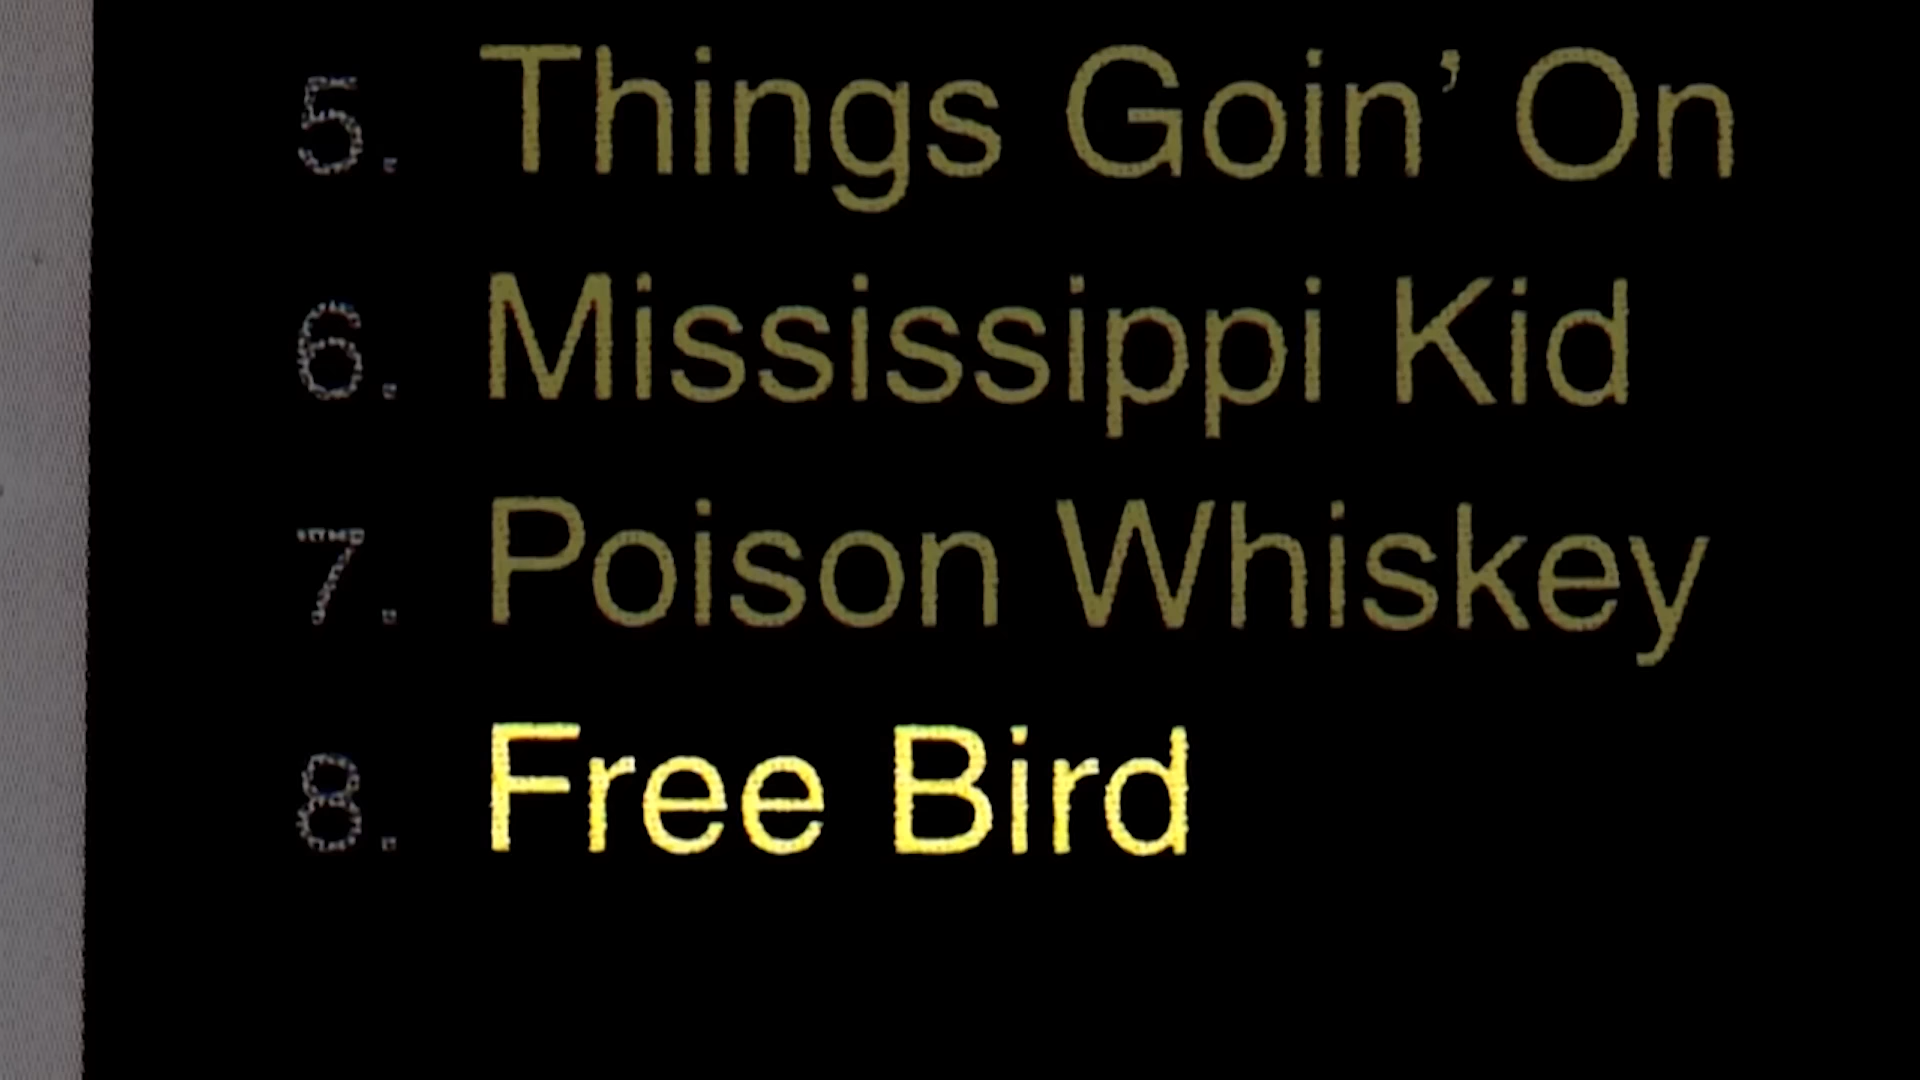 5. Things Goin’ On
6. Mississippi Kid
7. Poison Whiskey
8. Free Bird